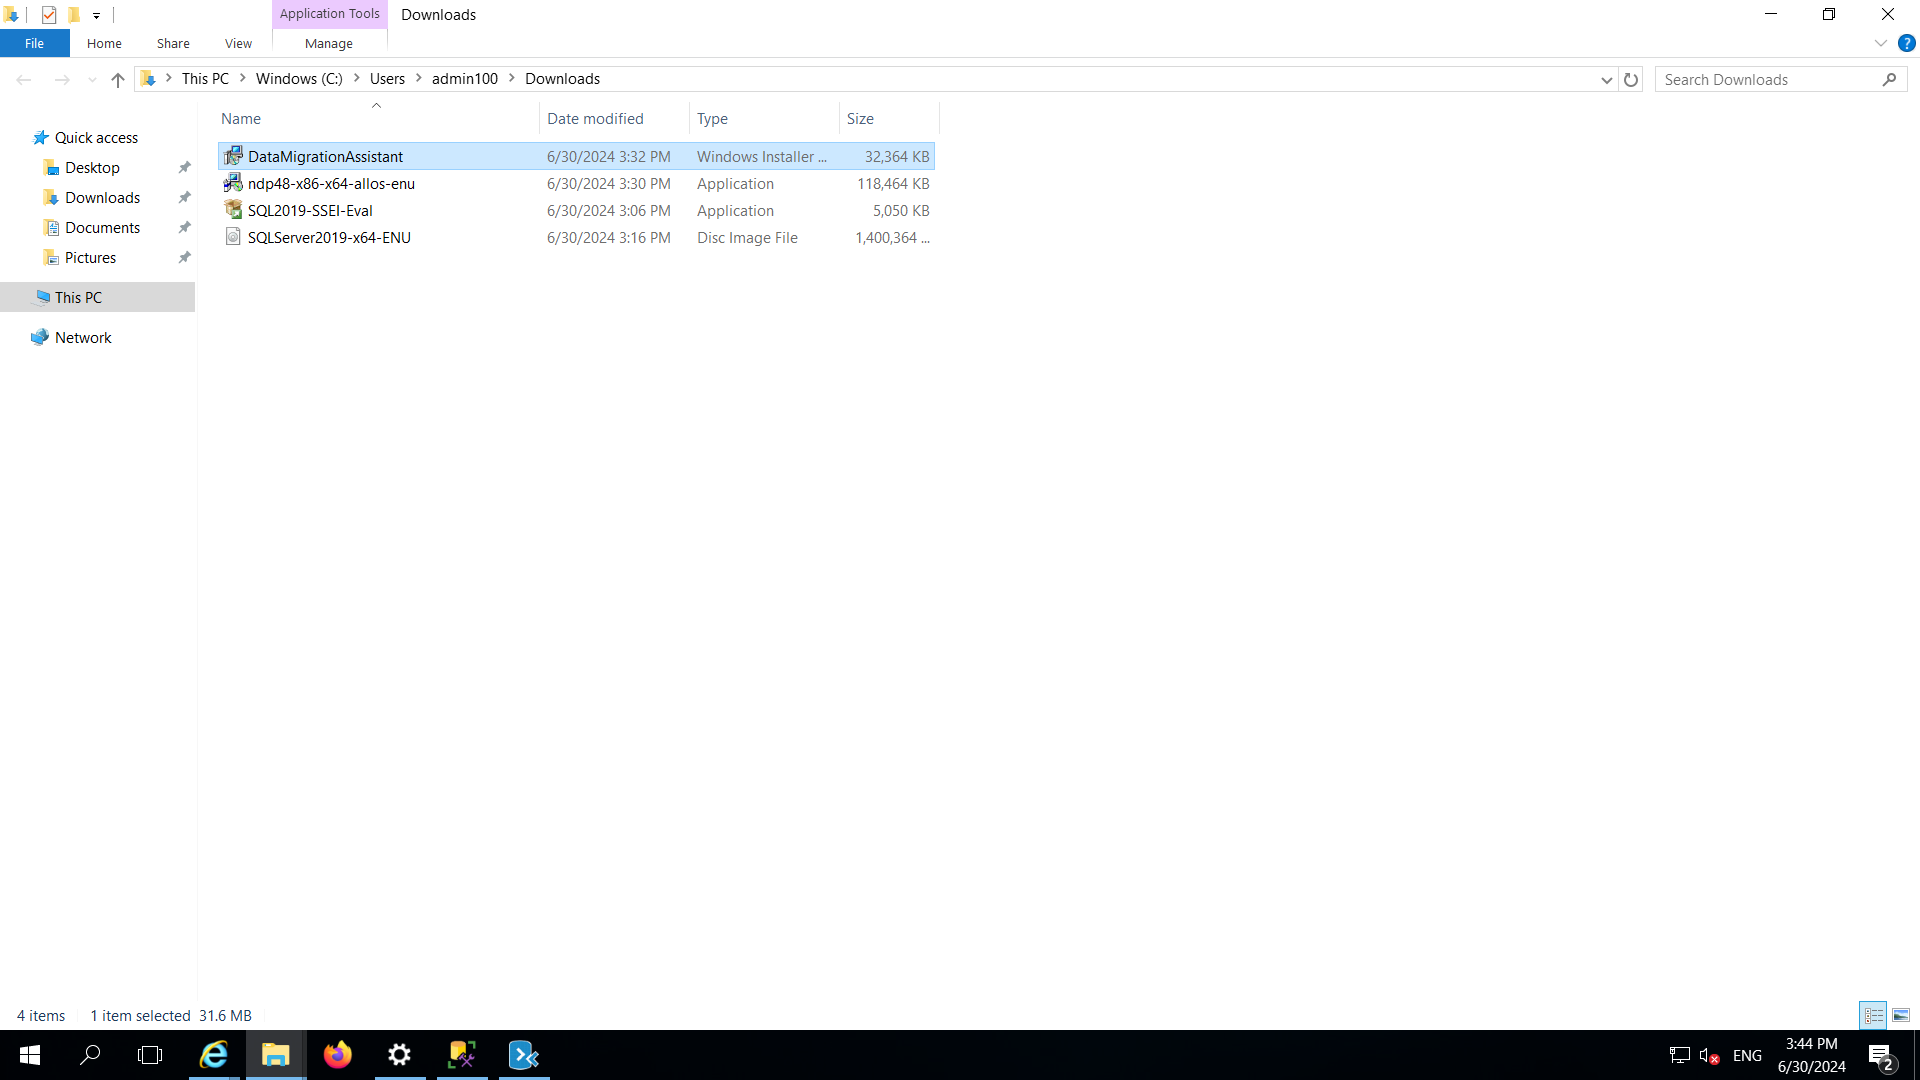 Application Tools
Downloads
File
Home
Share
View
Manage
?
This PC
Windows (C:)
Users
admin100
Downloads
Search Downloads
Name
Date modified
Type
Size
Quick access
Desktop
Downloads
Documents
Pictures
This PC
Network
DataMigrationAssistant 6/30/2024 3:32 PM Windows Installer ... 32,364 KB
ndp48-x86-x64-allos-enu 6/30/2024 3:30 PM Application 118,464 KB
SQL2019-SSEI-Eval 6/30/2024 3:06 PM Application 5,050 KB
SQLServer2019-x64-ENU 6/30/2024 3:16 PM Disc Image File 1,400,364 ...
4 items 1 item selected 31.6 MB
ENG
3:44 PM
6/30/2024
2